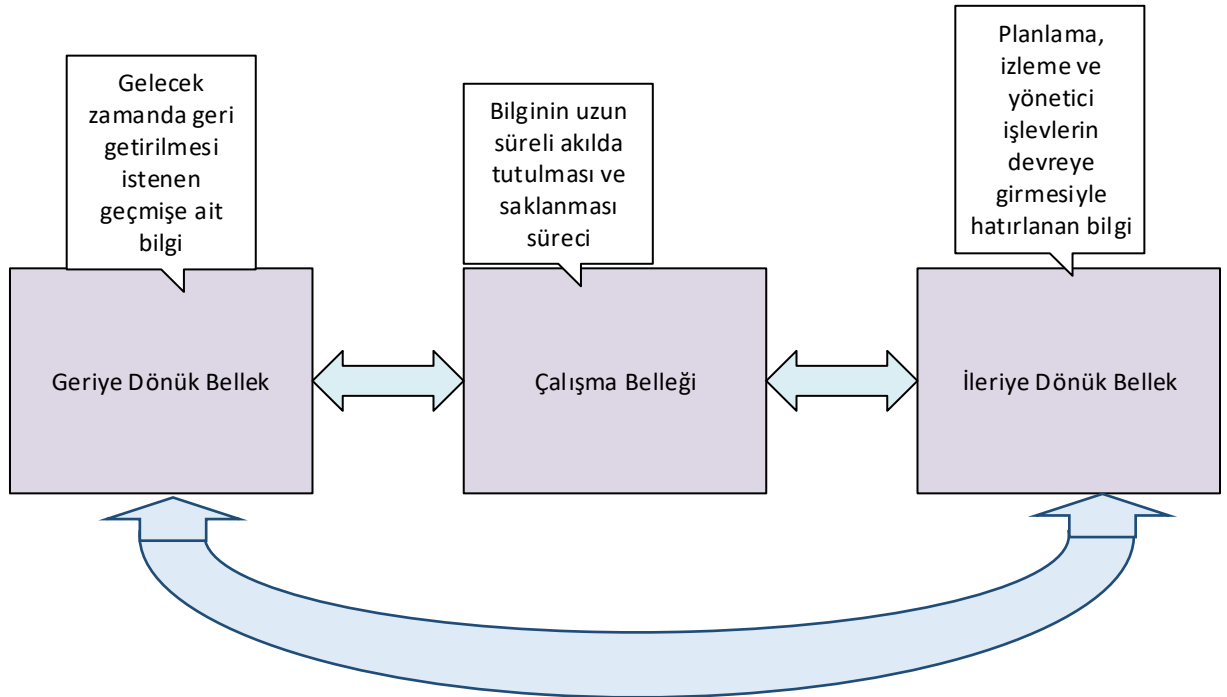 Gelecek
zamanda geri
getirilmesi
istenen
geçmişe ait
bilgi
Bilginin uzun
süreli akılda
tutulması ve
saklanması
süreci
Planlama,
izleme ve
yönetici
işlevlerin
devreye
girmesiyle
hatırlanan bilgi
Geriye Dönük Bellek
Çalışma Belleği
İleriye Dönük Bellek